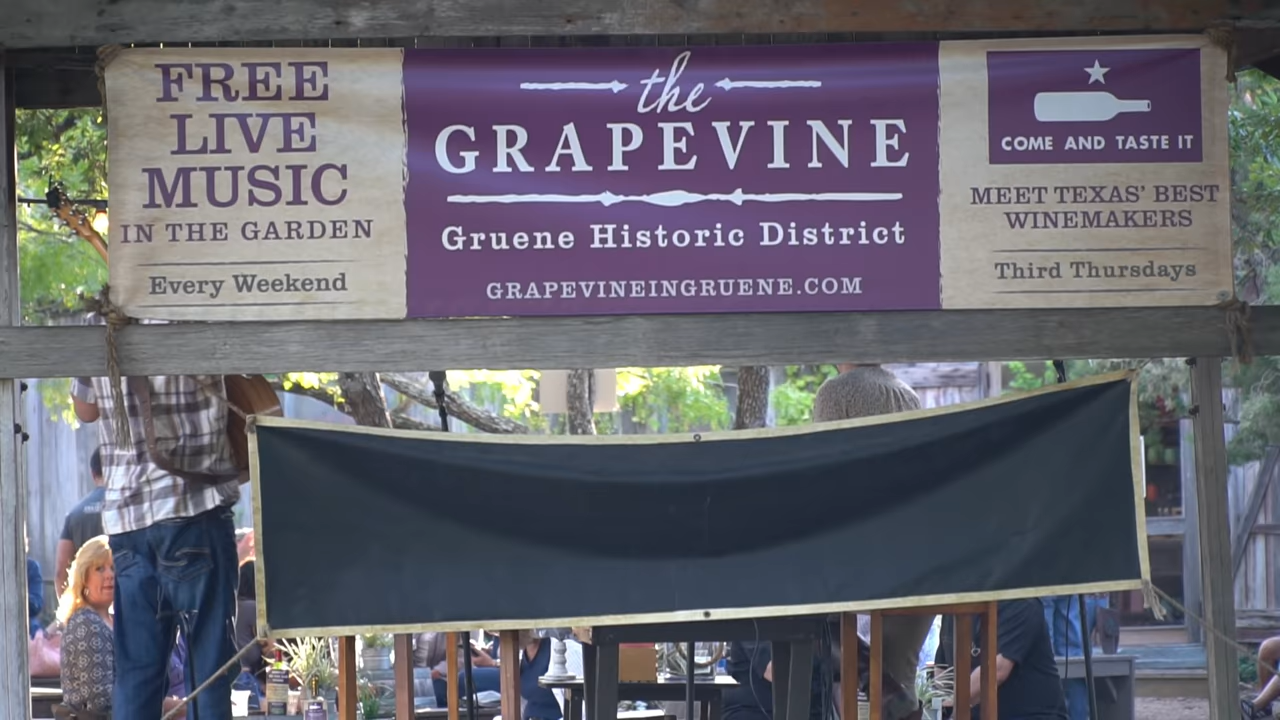 FREE
LIVE
MUSIC
IN THE GARDEN
Every Weekend
the
GRAPEVINE
Gruene Historic District
GRAPEVINEINGRUENE.COM
COME AND TASTE IT
MEET TEXAS' BEST
WINEMAKERS
Third Thursdays